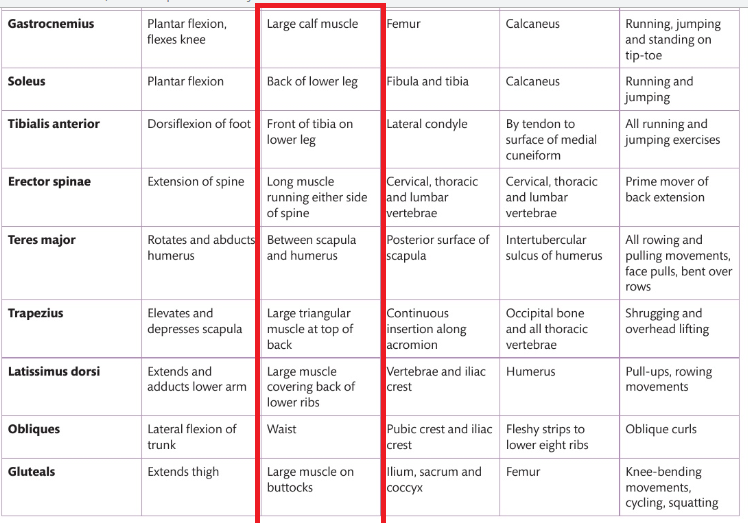 Gastrocnemius
Plantar flexion,
flexes knee
Large calf muscle
Femur
Calcaneus
Running, jumping
and standing on
tip-toe
Soleus
Plantar flexion
Back of lower leg
Fibula and tibia
Calcaneus
Running and
jumping
Tibialis anterior
Dorsiflexion of foot
Front of tibia on
lower leg
Lateral condyle
By tendon to
surface of medial
cuneiform
All running and
jumping exercises
Erector spinae
Extension of spine
Long muscle
running either side
of spine
Cervical, thoracic
and lumbar
vertebrae
Cervical, thoracic
and lumbar
vertebrae
Prime mover of
back extension
Teres major
Rotates and abducts
humerus
Between scapula
and humerus
Posterior surface of
scapula
Intertubercular
sulcus of humerus
All rowing and
pulling movements,
face pulls, bent over
rows
Trapezius
Elevates and
depresses scapula
Large triangular
muscle at top of
back
Continuous
insertion along
acromion
Occipital bone
and all thoracic
vertebrae
Shrugging and
overhead lifting
Latissimus dorsi
Extends and
adducts lower arm
Large muscle
covering back of
lower ribs
Vertebrae and iliac
crest
Humerus
Pull-ups, rowing
movements
Obliques
Lateral flexion of
trunk
Waist
Pubic crest and iliac
crest
Fleshy strips to
lower eight ribs
Oblique curls
Gluteals
Extends thigh
Large muscle on
buttocks
Ilium, sacrum and
coccyx
Femur
Knee-bending
movements,
cycling, squatting